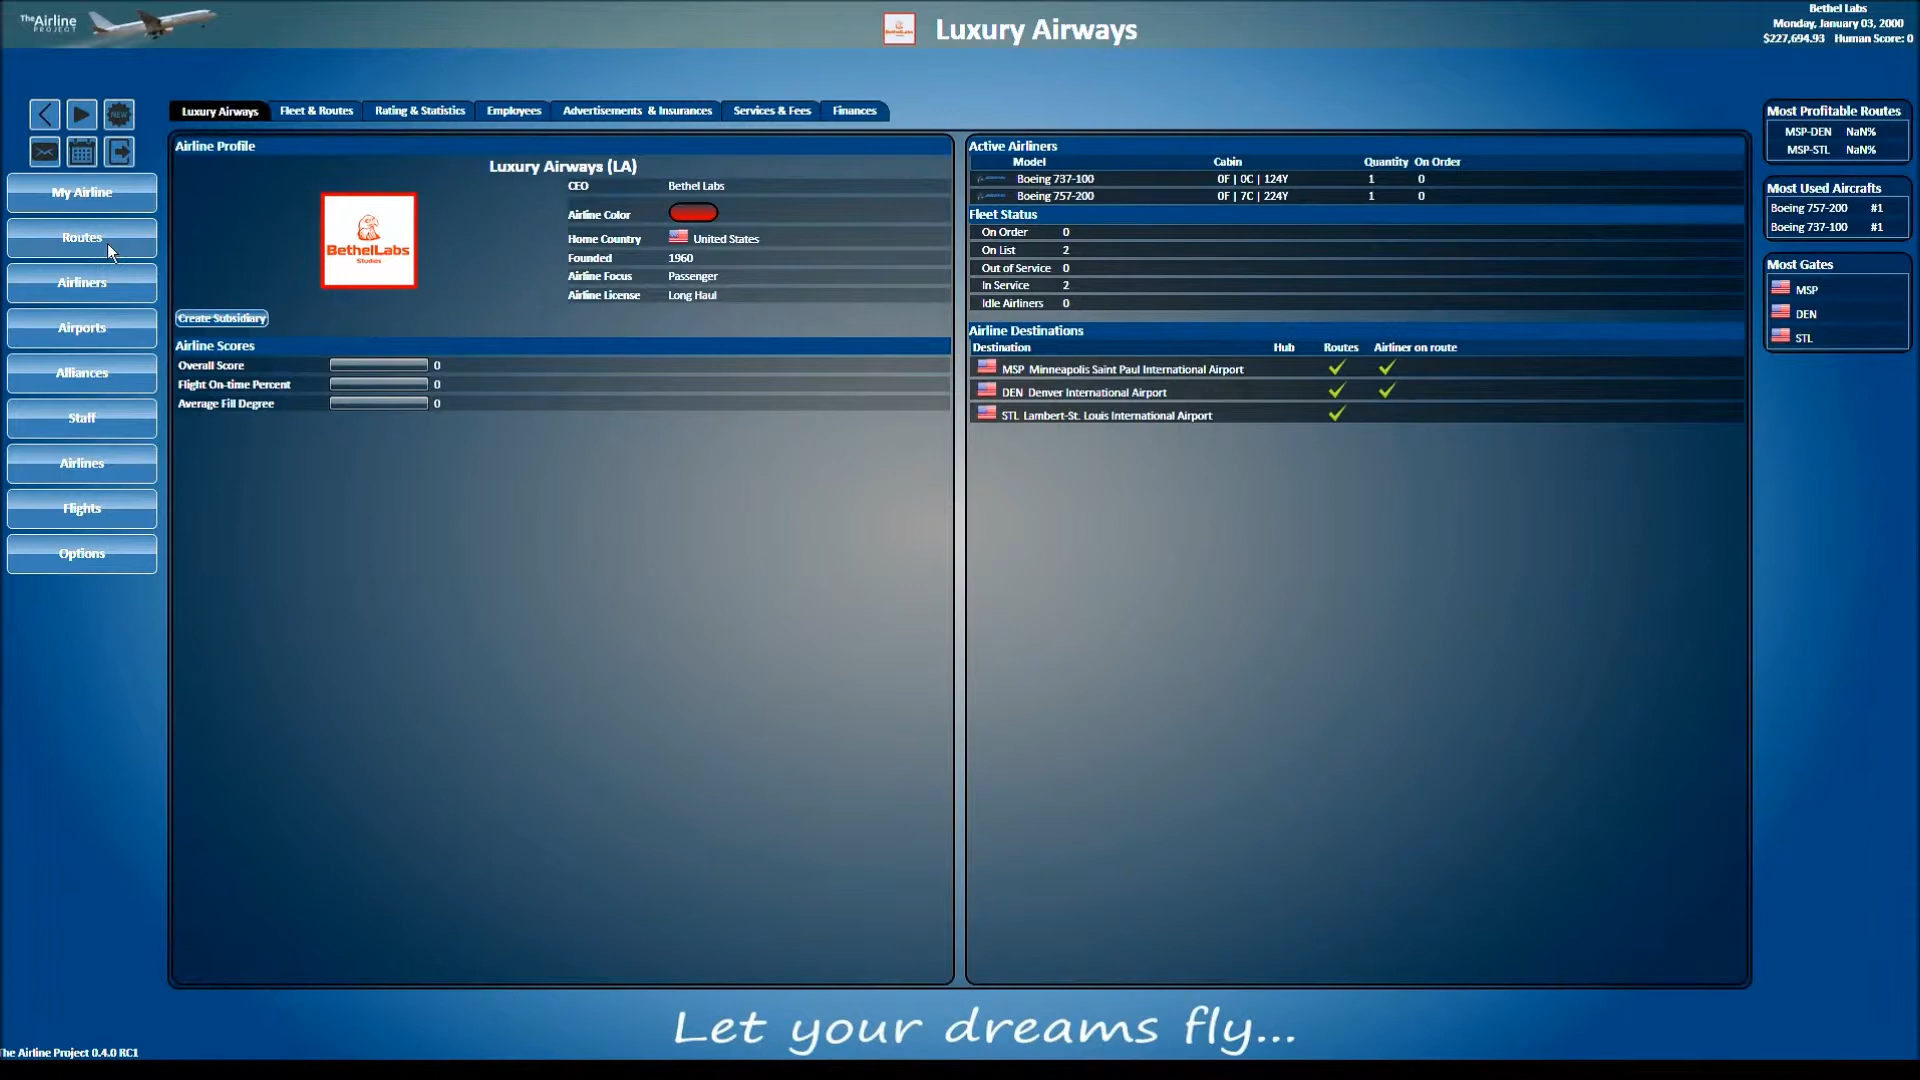 TheAirline
PROJECT
BethelLabs
Luxury Airways
Bethel Labs
Monday, January 03, 2000
$227,694.93 Human Score: 0
NEW
My Airline
Routes
Airliners
Airports
Alliances
Staff
Airlines
Flights
Options
Luxury Airways Fleet & Routes Rating & Statistics Employees Advertisements & Insurances Services & Fees Finances
Airline Profile
Luxury Airways (LA)
BethelLabs
Studios
CEO Bethel Labs
Airline Color
Home Country United States
Founded 1960
Airline Focus Passenger
Airline License Long Haul
Create Subsidiary
Airline Scores
Overall Score 0
Flight On-time Percent 0
Average Fill Degree 0
Active Airliners
Model Cabin Quantity On Order
Boeing 737-100 0F | 0C | 124Y 1 0
Boeing 757-200 0F | 7C | 224Y 1 0
Fleet Status
On Order 0
On List 2
Out of Service 0
In Service 2
Idle Airliners 0
Airline Destinations
Destination Hub Routes Airliner on route
MSP Minneapolis Saint Paul International Airport
DEN Denver International Airport
STL Lambert-St. Louis International Airport
Most Profitable Routes
MSP-DEN NaN%
MSP-STL NaN%
Most Used Aircrafts
Boeing 757-200 #1
Boeing 737-100 #1
Most Gates
MSP
DEN
STL
Let your dreams fly...
The Airline Project 0.4.0 RC1